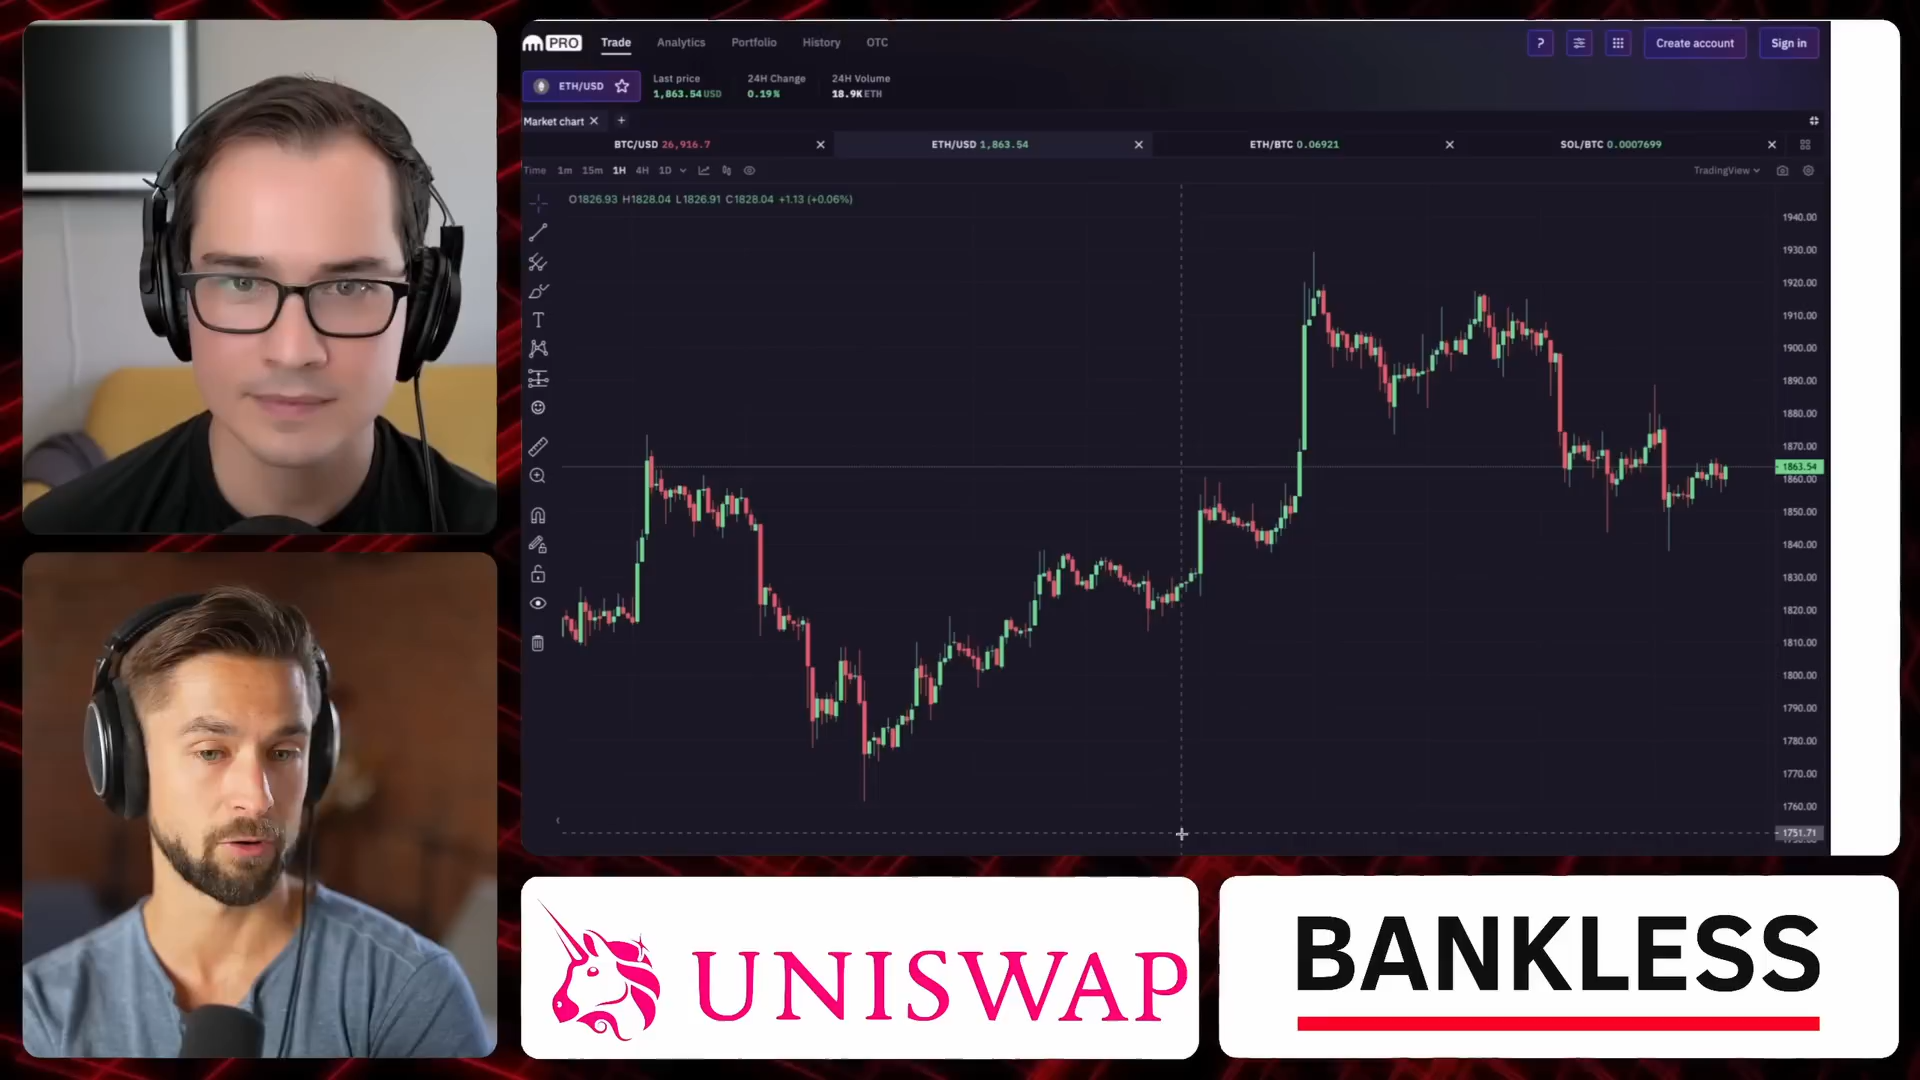 PRO Trade Analytics Portfolio History OTC ? Create account Sign in
ETH/USD Last price 24H Change 24H Volume
1,863.54 USD 0.19% 18.9K ETH
Market chart
BTC/USD 26,916.7 ETH/USD 1,863.54 ETH/BTC 0.06921 SOL/BTC 0.0007699
Time 1m 15m 1H 4H 1D TradingView
O1826.93 H1828.04 L1826.91 C1828.04 +1.13 (+0.06%)
1940.00
1930.00
1920.00
1910.00
1900.00
1890.00
1880.00
1870.00
1863.54
1860.00
1850.00
1840.00
1830.00
1820.00
1810.00
1800.00
1790.00
1780.00
1770.00
1760.00
1751.71
UNISWAP
BANKLESS